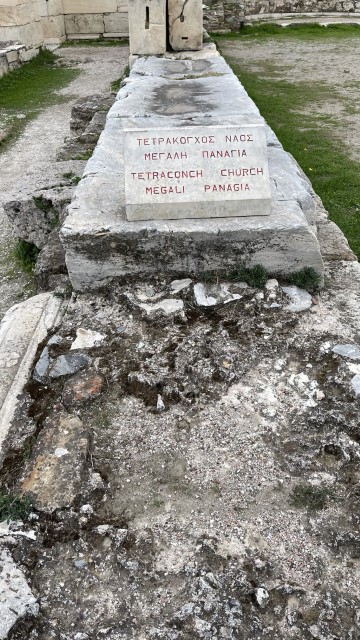 ΤΕΤΡΑΚΟΓΧΟΣ ΝΑΟΣ
ΜΕΓΑΛΗ ΠΑΝΑΓΙΑ
TETRACONCH CHURCH
MEGALI PANAGIA